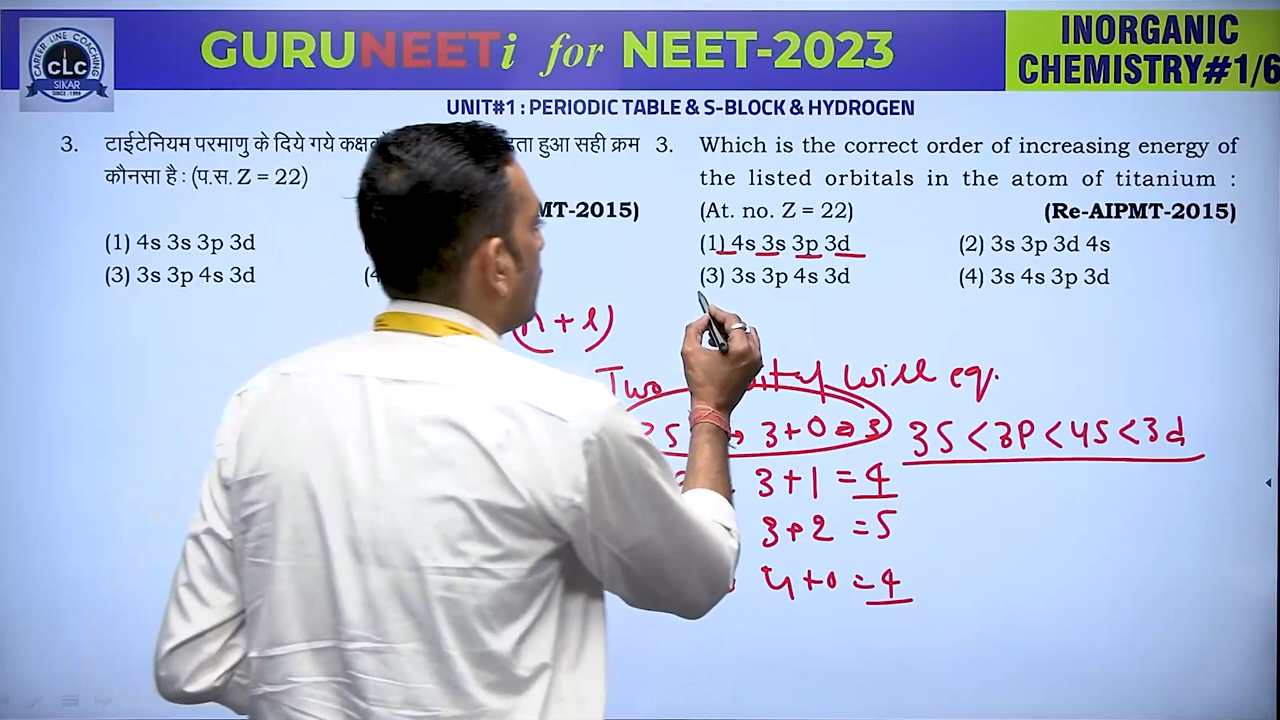 CAREER LINE COACHING
CLC
SIKAR
SINCE : 1996
GURUNEETi for NEET-2023
INORGANIC
CHEMISTRY#1/6
UNIT#1 : PERIODIC TABLE & S-BLOCK & HYDROGEN
3. टाईटेनियम परमाणु के दिये गये हुआ सही क्रम
कौनसा है : (प.स. Z = 22)
MT-2015)
(1) 4s 3s 3p 3d
(3) 3s 3p 4s 3d
3. Which is the correct order of increasing energy of
the listed orbitals in the atom of titanium :
(At. no. Z = 22) (Re-AIPMT-2015)
(1) 4s 3s 3p 3d (2) 3s 3p 3d 4s
(3) 3s 3p 4s 3d (4) 3s 4s 3p 3d
(n + l)
Two will eq.
3s 3+0=3 3S<3P<4S<3d
3+1 = 4
3+2 = 5
4+0 = 4